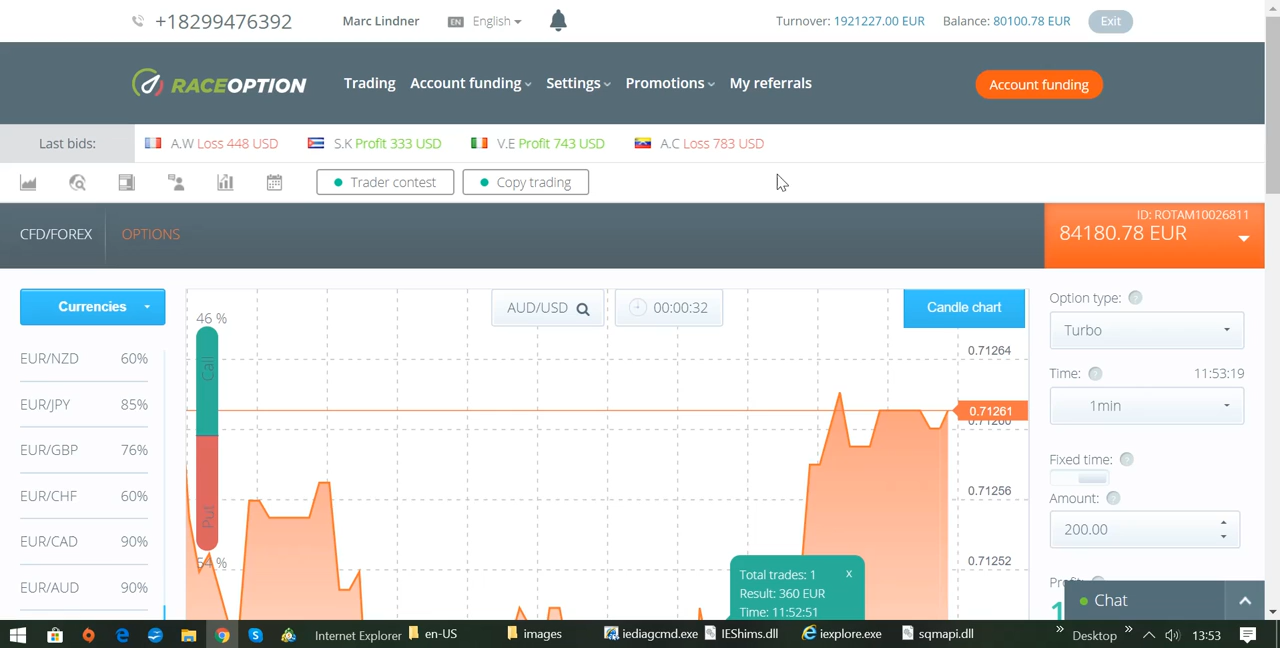 +18299476392 Marc Lindner EN English Turnover: 1921227.00 EUR Balance: 80100.78 EUR Exit
RACEOPTION Trading Account funding Settings Promotions My referrals Account funding
Last bids: A.W Loss 448 USD S.K Profit 333 USD V.E Profit 743 USD A.C Loss 783 USD
Trader contest Copy trading
CFD/FOREX OPTIONS
ID: ROTAM10026811
84180.78 EUR
Currencies
EUR/NZD 60%
EUR/JPY 85%
EUR/GBP 76%
EUR/CHF 60%
EUR/CAD 90%
EUR/AUD 90%
46 %
Call
Put
54 %
AUD/USD 00:00:32 Candle chart
0.71264
0.71261
0.71260
0.71256
0.71252
Total trades: 1 x
Result: 360 EUR
Time: 11:52:51
Option type: ?
Turbo
Time: ? 11:53:19
1min
Fixed time: ?
Amount: ?
200.00
Chat
Internet Explorer en-US images iediagcmd.exe IEShims.dll iexplore.exe sqmapi.dll » Desktop » 13:53